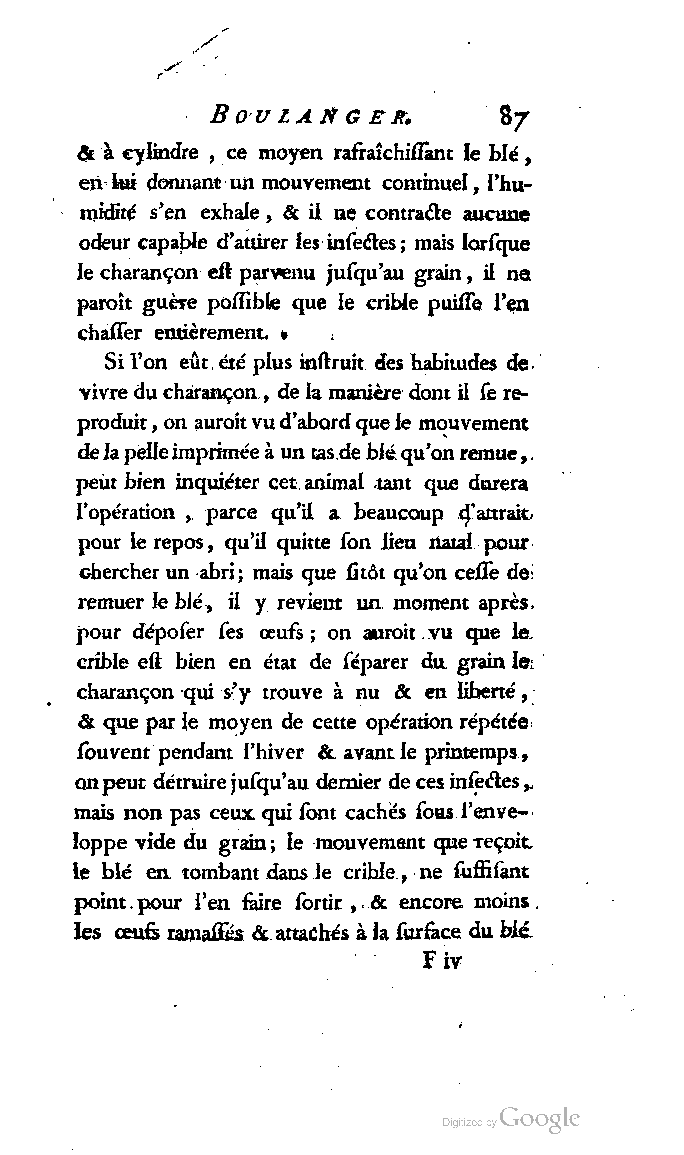 BOULANGER. 87
& à cylindre , ce moyen rafraîchiſſant le blé,
en lui donnant un mouvement continuel, l'hu-
midité s'en exhale, & il ne contracte aucune
odeur capable d'attirer les inſectes ; mais lorſque
le charançon eſt parvenu juſqu'au grain, il ne
paroît guère poſſible que le crible puiſſe l'en
chaſſer entièrement.
Si l'on eût été plus inſtruit des habitudes de
vivre du charançon, de la manière dont il ſe re-
produit, on auroit vu d'abord que le mouvement
de la pelle imprimée à un tas de blé qu'on remue,
peut bien inquiéter cet animal tant que durera
l'opération , parce qu'il a beaucoup d'attrait
pour le repos, qu'il quitte ſon lieu natal pour
chercher un abri ; mais que ſitôt qu'on ceſſe de
remuer le blé, il y revient un moment après
pour dépoſer ſes œufs ; on auroit vu que le
crible eſt bien en état de ſéparer du grain le
charançon qui s'y trouve à nu & en liberté,
& que par le moyen de cette opération répétée
ſouvent pendant l'hiver & avant le printemps,
on peut détruire juſqu'au dernier de ces inſectes,
mais non pas ceux qui ſont cachés ſous l'enve-
loppe vide du grain ; le mouvement que reçoit
le blé en tombant dans le crible, ne ſuffiſant
point pour l'en faire ſortir , & encore moins
les œufs ramaſſés & attachés à la ſurface du blé
F iv
Digitized by Google